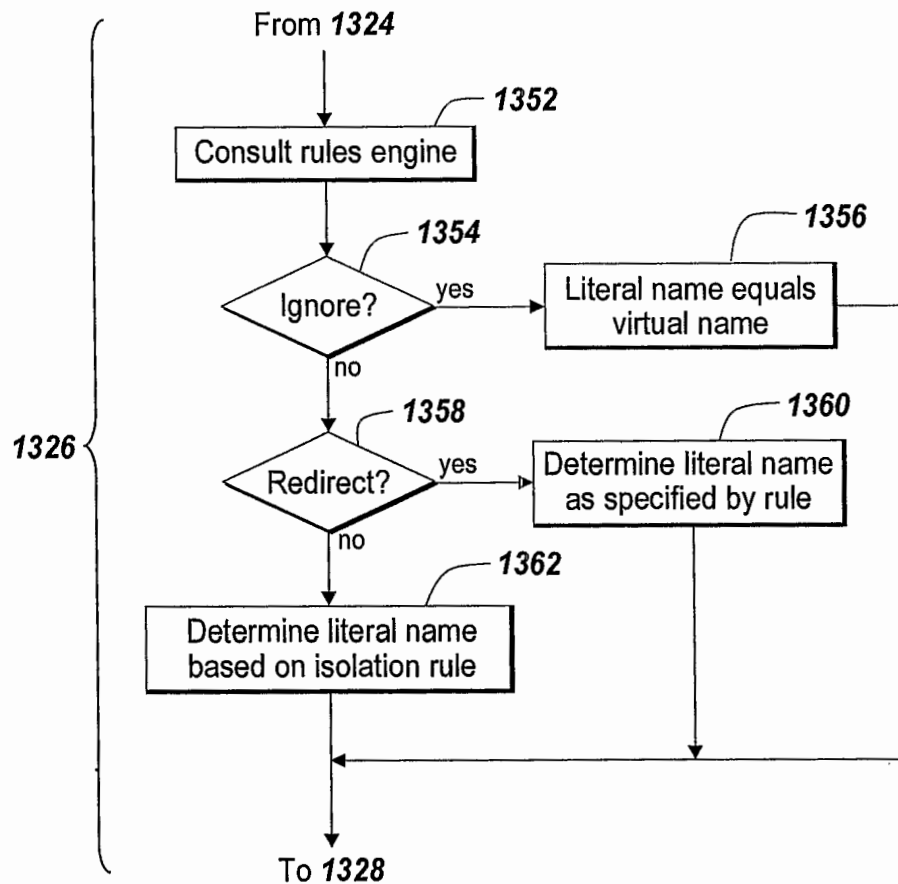 From 1324
1352
Consult rules engine
1354
1356
Ignore?
yes
Literal name equals
virtual name
no
1358
1360
1326
Redirect?
yes
Determine literal name
as specified by rule
no
1362
Determine literal name
based on isolation rule
To 1328